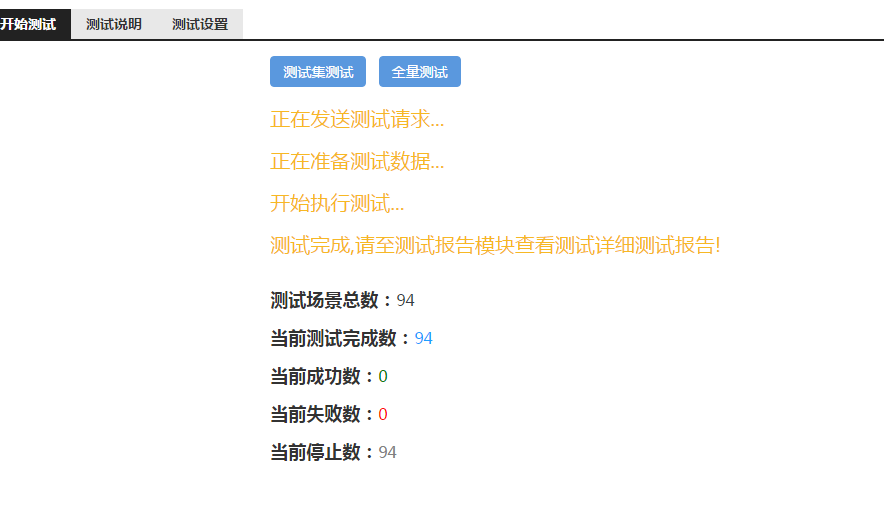 开始测试 测试说明 测试设置
测试集测试 全量测试
正在发送测试请求...
正在准备测试数据...
开始执行测试...
测试完成,请至测试报告模块查看测试详细测试报告!
测试场景总数：94
当前测试完成数：94
当前成功数：0
当前失败数：0
当前停止数：94